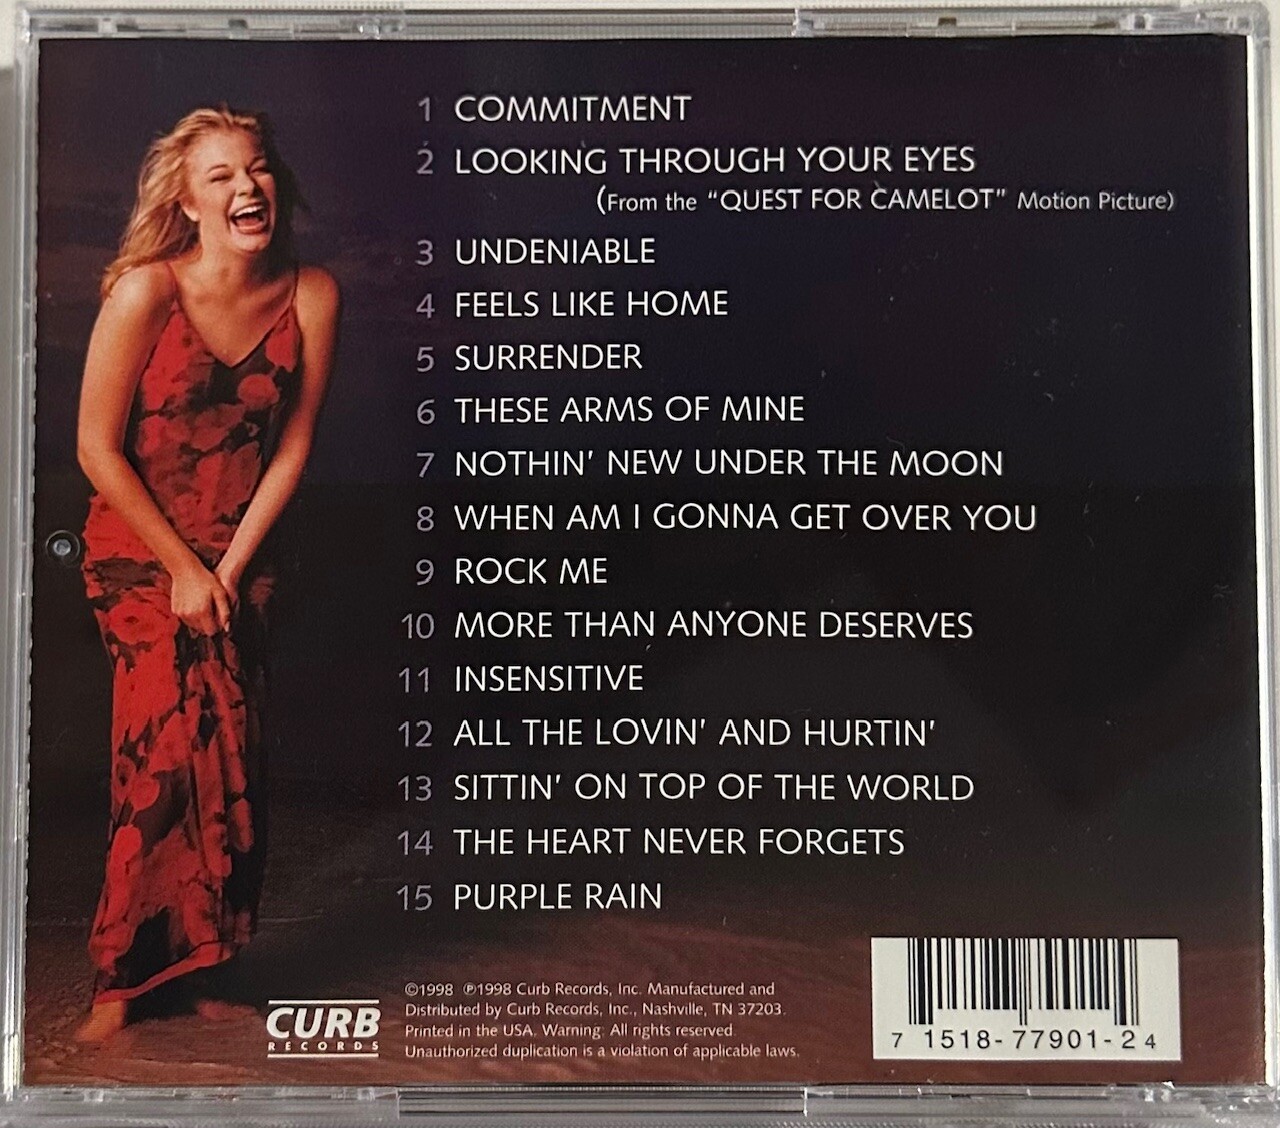 1 COMMITMENT
2 LOOKING THROUGH YOUR EYES
(From the "QUEST FOR CAMELOT" Motion Picture)
3 UNDENIABLE
4 FEELS LIKE HOME
5 SURRENDER
6 THESE ARMS OF MINE
7 NOTHIN' NEW UNDER THE MOON
8 WHEN AM I GONNA GET OVER YOU
9 ROCK ME
10 MORE THAN ANYONE DESERVES
11 INSENSITIVE
12 ALL THE LOVIN' AND HURTIN'
13 SITTIN' ON TOP OF THE WORLD
14 THE HEART NEVER FORGETS
15 PURPLE RAIN
CURB
RECORDS
©1998 ℗1998 Curb Records, Inc. Manufactured and
Distributed by Curb Records, Inc., Nashville, TN 37203.
Printed in the USA. Warning: All rights reserved.
Unauthorized duplication is a violation of applicable laws.
7 1518-77901-2 4